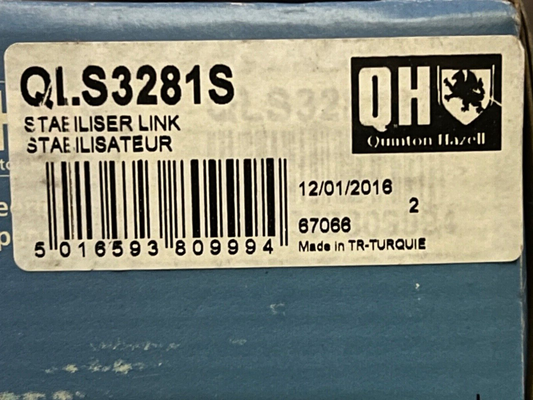 QLS3281S
STABILISER LINK
STABILISATEUR
QH
Quinton Hazell
12/01/2016
2
67066
Made in TR-TURQUIE
5 016593 809994